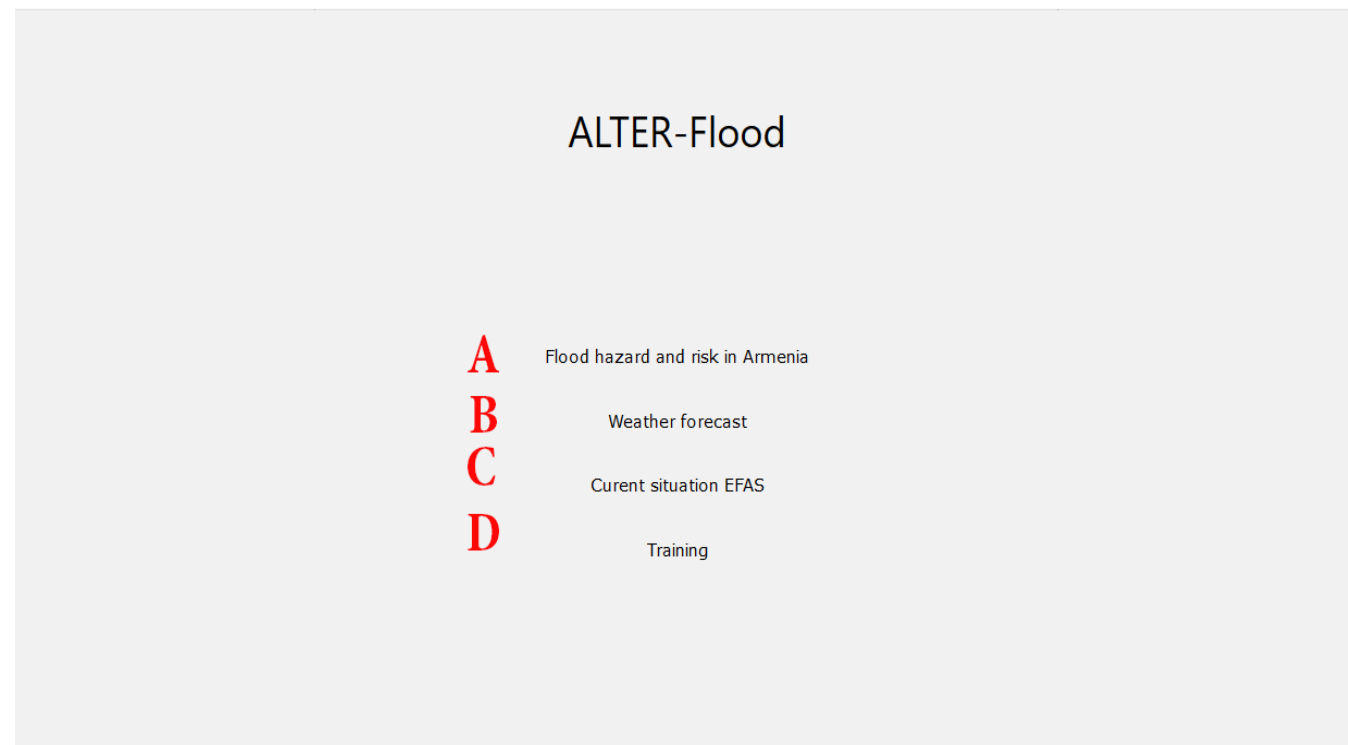 ALTER-Flood
A Flood hazard and risk in Armenia
B Weather forecast
C Curent situation EFAS
D Training